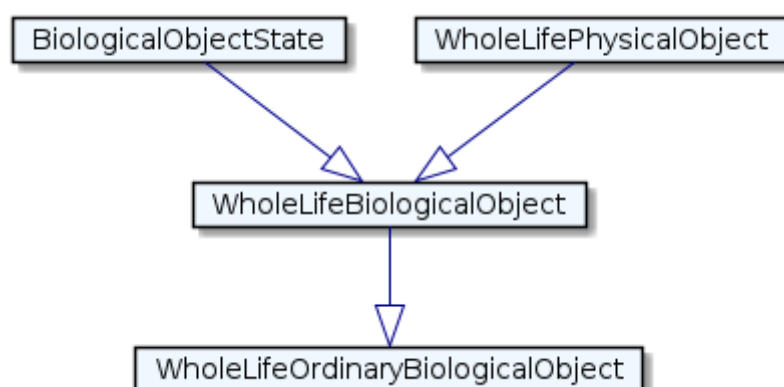 BiologicalObjectState
WholeLifePhysicalObject
WholeLifeBiologicalObject
WholeLifeOrdinaryBiologicalObject